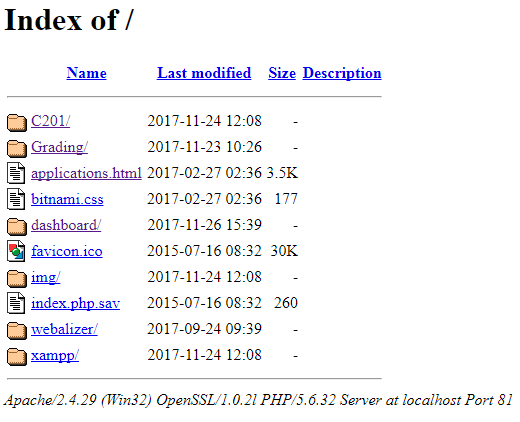 Index of /
Name Last modified Size Description
C201/ 2017-11-24 12:08 -
Grading/ 2017-11-23 10:26 -
applications.html 2017-02-27 02:36 3.5K
bitnami.css 2017-02-27 02:36 177
dashboard/ 2017-11-26 15:39 -
favicon.ico 2015-07-16 08:32 30K
img/ 2017-11-24 12:08 -
index.php.sav 2015-07-16 08:32 260
webalizer/ 2017-09-24 09:39 -
xampp/ 2017-11-24 12:08 -
Apache/2.4.29 (Win32) OpenSSL/1.0.2l PHP/5.6.32 Server at localhost Port 81